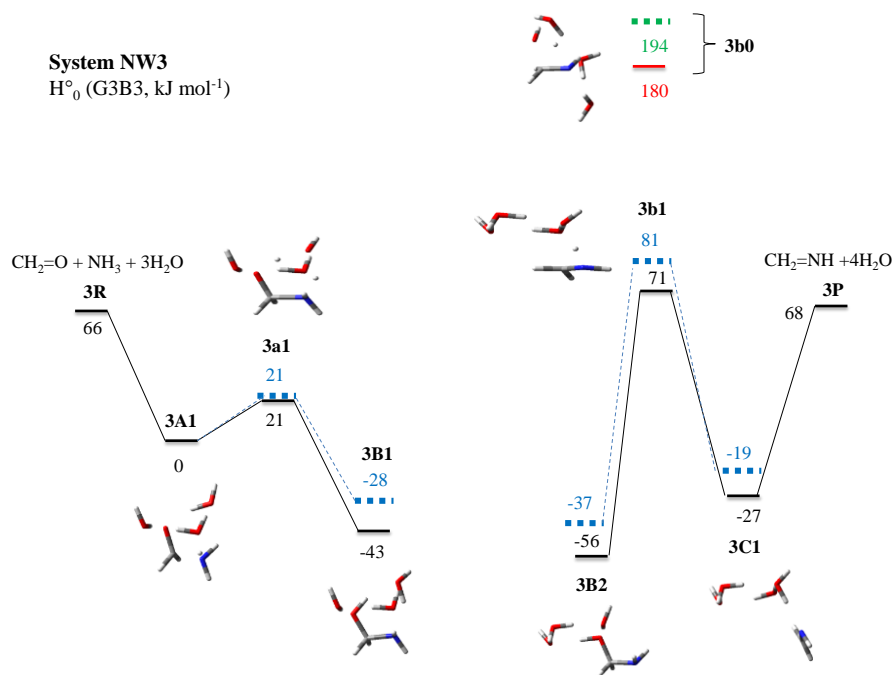 System NW3
H°₀ (G3B3, kJ mol⁻¹)
194
3b0
180
3b1
81
71
CH₂=O + NH₃ + 3H₂O
3R
66
3a1
21
21
3A1
0
3B1
-28
-43
CH₂=NH +4H₂O
3P
68
-37
-56
3B2
-19
-27
3C1